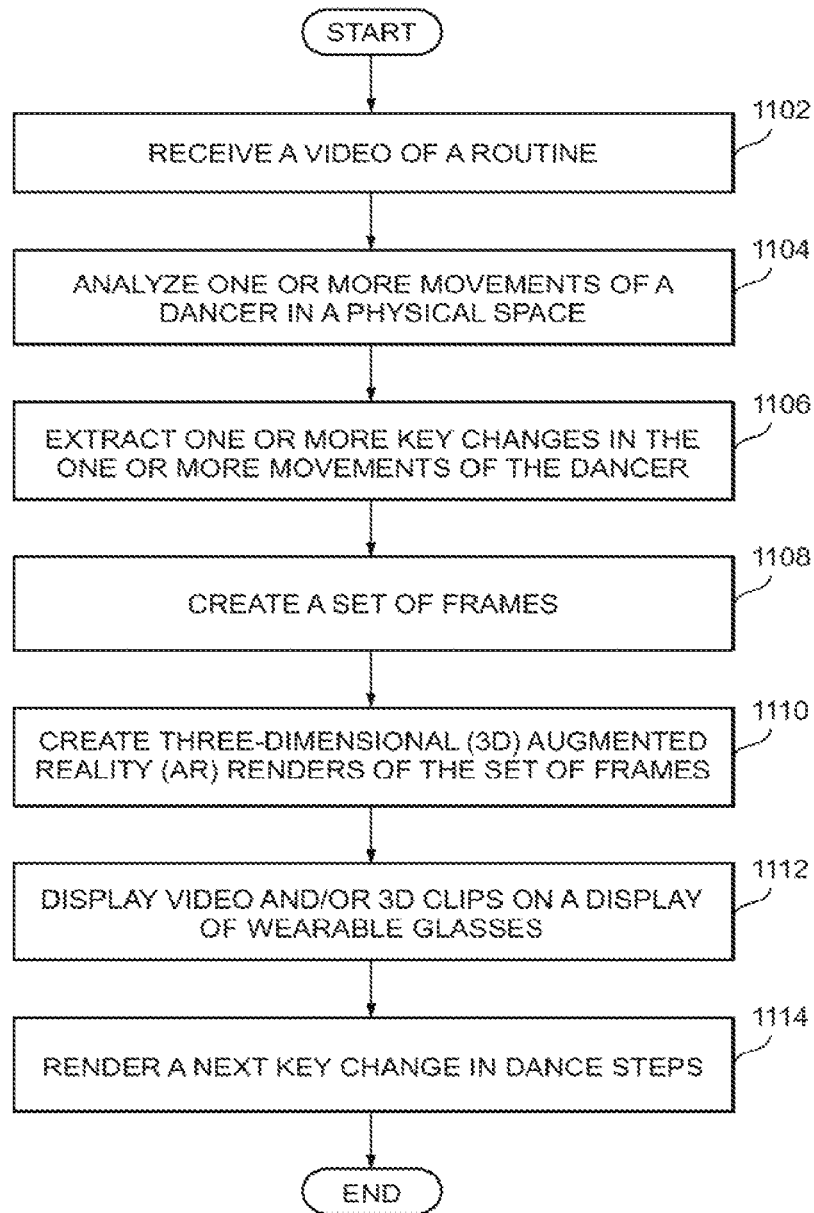 START
1102
RECEIVE A VIDEO OF A ROUTINE
1104
ANALYZE ONE OR MORE MOVEMENTS OF A
DANCER IN A PHYSICAL SPACE
1106
EXTRACT ONE OR MORE KEY CHANGES IN THE
ONE OR MORE MOVEMENTS OF THE DANCER
1108
CREATE A SET OF FRAMES
1110
CREATE THREE-DIMENSIONAL (3D) AUGMENTED
REALITY (AR) RENDERS OF THE SET OF FRAMES
1112
DISPLAY VIDEO AND/OR 3D CLIPS ON A DISPLAY
OF WEARABLE GLASSES
1114
RENDER A NEXT KEY CHANGE IN DANCE STEPS
END